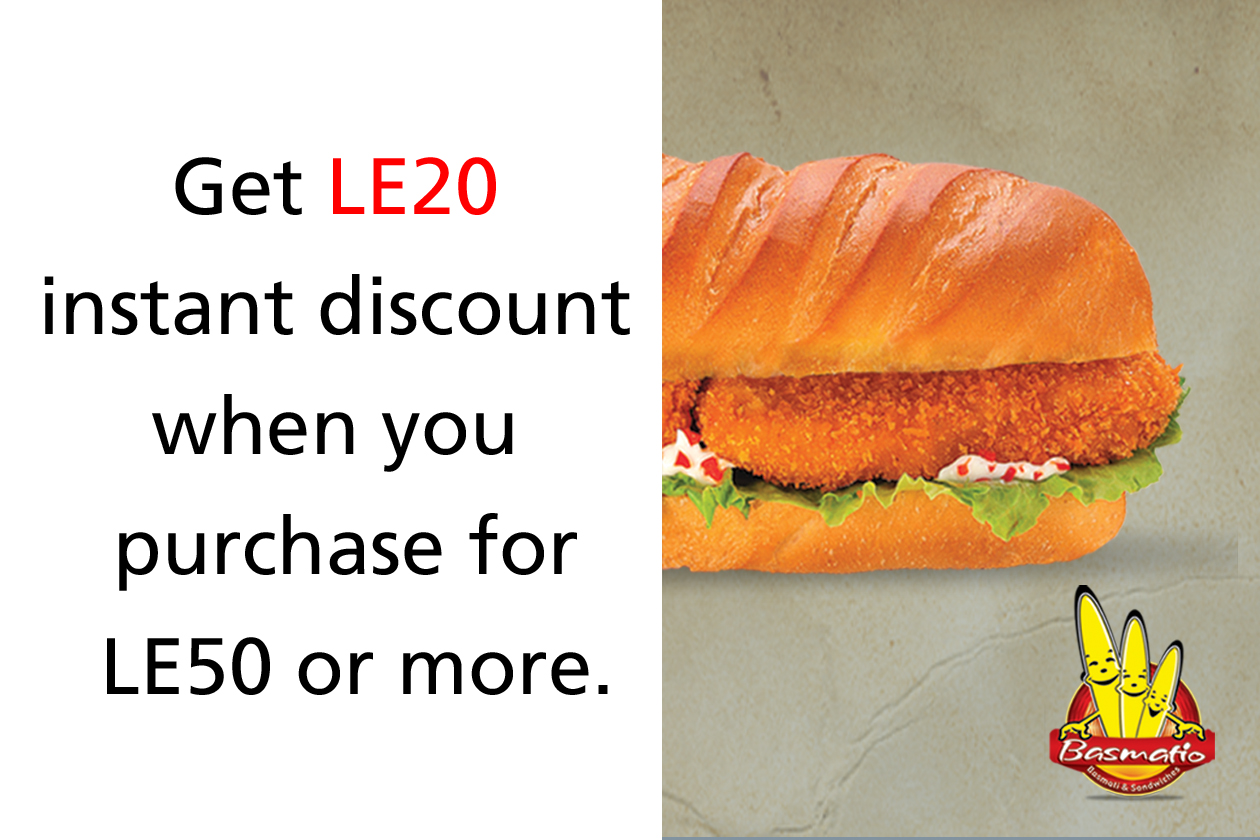 Get LE20
instant discount
when you
purchase for
LE50 or more.
Basmatio
Basmati & Sandwiches